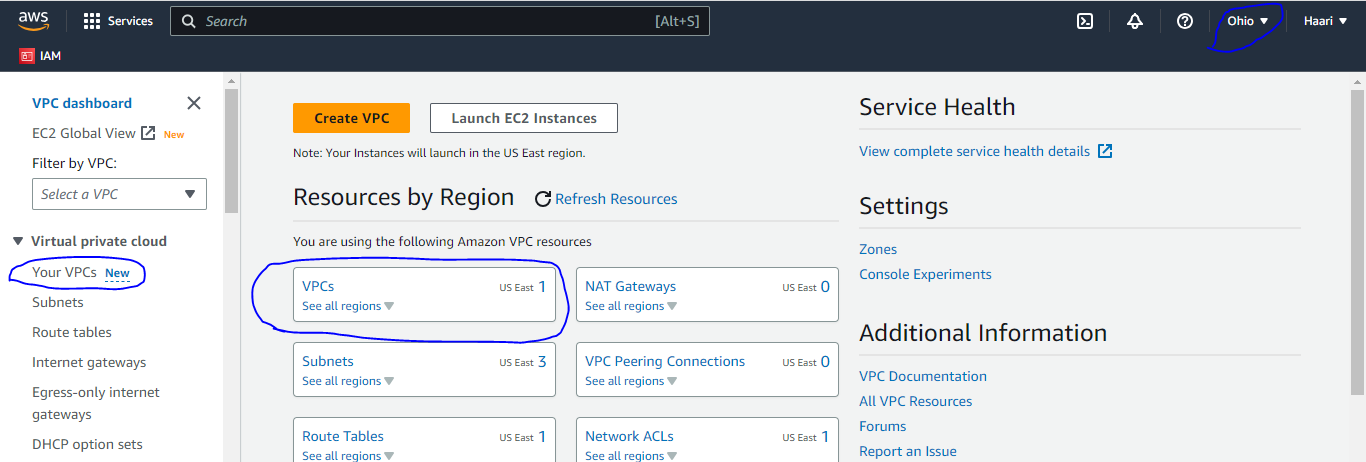 aws
Services
Search
[Alt+S]
Ohio
Haari
IAM
VPC dashboard
EC2 Global View New
Filter by VPC:
Select a VPC
Virtual private cloud
Your VPCs New
Subnets
Route tables
Internet gateways
Egress-only internet
gateways
DHCP option sets
Create VPC
Launch EC2 Instances
Note: Your Instances will launch in the US East region.
Resources by Region
Refresh Resources
You are using the following Amazon VPC resources
VPCs US East 1
See all regions
NAT Gateways US East 0
See all regions
Subnets US East 3
See all regions
VPC Peering Connections US East 0
See all regions
Route Tables US East 1
See all regions
Network ACLs US East 1
See all regions
Service Health
View complete service health details
Settings
Zones
Console Experiments
Additional Information
VPC Documentation
All VPC Resources
Forums
Report an Issue